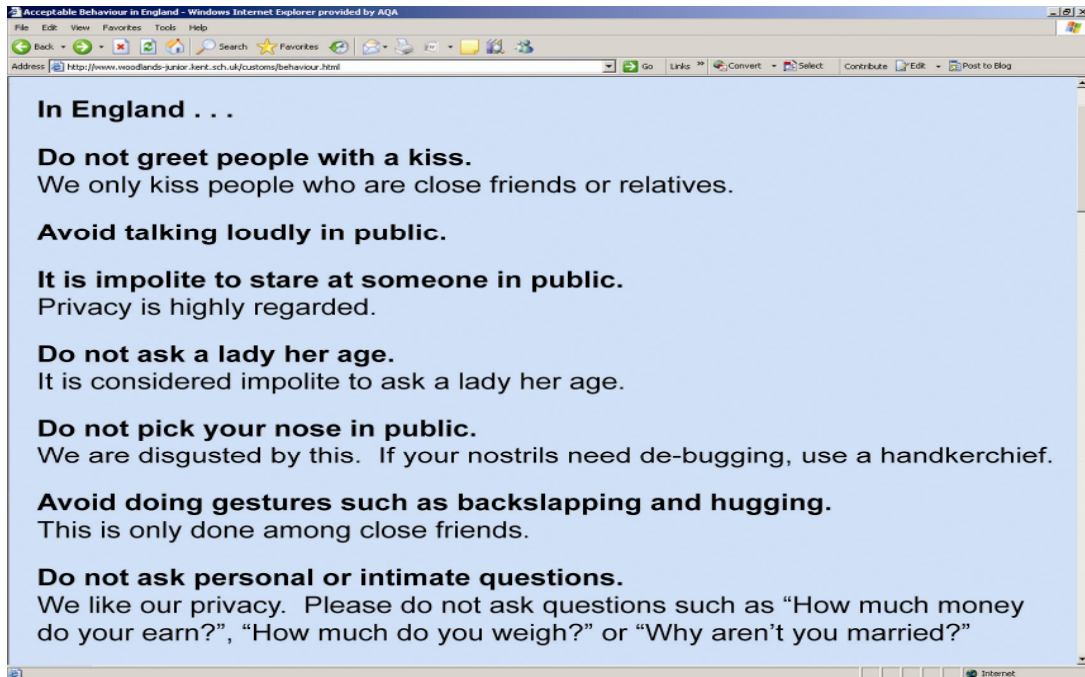 Acceptable Behaviour in England - Windows Internet Explorer provided by AQA
File Edit View Favorites Tools Help
Back Search Favorites
Address http://www.woodlands-junior.kent.sch.uk/customs/behaviour.html Go Links » Convert Select Contribute Edit Post to Blog
In England . . .
Do not greet people with a kiss.
We only kiss people who are close friends or relatives.
Avoid talking loudly in public.
It is impolite to stare at someone in public.
Privacy is highly regarded.
Do not ask a lady her age.
It is considered impolite to ask a lady her age.
Do not pick your nose in public.
We are disgusted by this. If your nostrils need de-bugging, use a handkerchief.
Avoid doing gestures such as backslapping and hugging.
This is only done among close friends.
Do not ask personal or intimate questions.
We like our privacy. Please do not ask questions such as “How much money
do your earn?”, “How much do you weigh?” or “Why aren’t you married?”
Internet